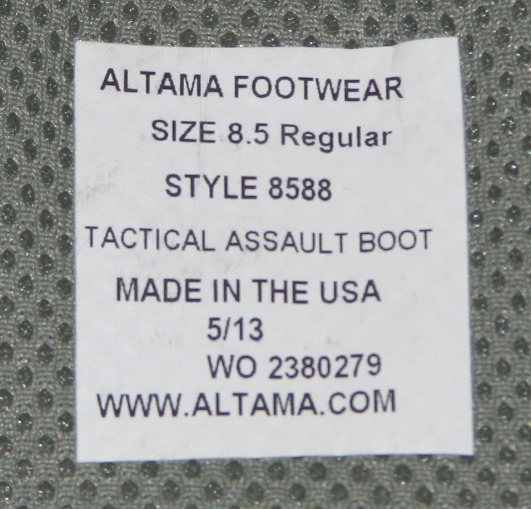 ALTAMA FOOTWEAR
SIZE 8.5 Regular
STYLE 8588
TACTICAL ASSAULT BOOT
MADE IN THE USA
5/13
WO 2380279
WWW.ALTAMA.COM